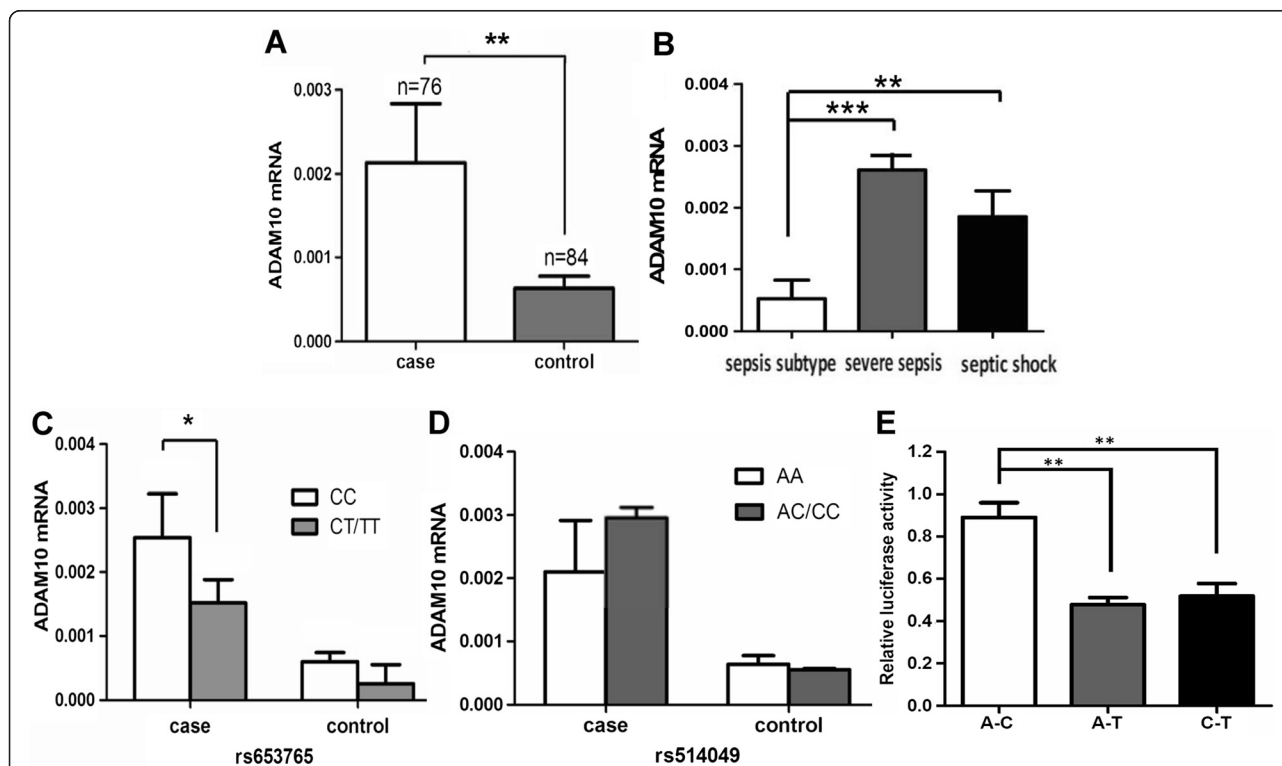 A
**
n=76
n=84
ADAM10 mRNA
0.003
0.002
0.001
0.000
case control
B
**
***
ADAM10 mRNA
0.004
0.003
0.002
0.001
0.000
sepsis subtype severe sepsis septic shock
C
*
ADAM10 mRNA
0.004
0.003
0.002
0.001
0.000
CC
CT/TT
case control
rs653765
D
ADAM10 mRNA
0.004
0.003
0.002
0.001
0.000
AA
AC/CC
case control
rs514049
E
**
**
Relative luciferase activity
1.2
1.0
0.8
0.6
0.4
0.2
0.0
A-C A-T C-T